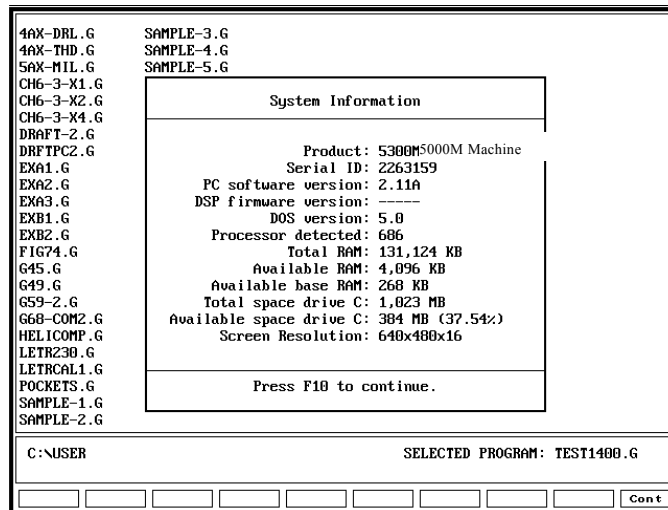 4AX-DRL.G SAMPLE-3.G
4AX-THD.G SAMPLE-4.G
5AX-MIL.G SAMPLE-5.G
CH6-3-X1.G
CH6-3-X2.G
CH6-3-X4.G
DRAFT-2.G
DRFTPC2.G
EXA1.G
EXA2.G
EXA3.G
EXB1.G
EXB2.G
FIG74.G
G45.G
G49.G
G59-2.G
G68-COM2.G
HELICOMP.G
LETR230.G
LETRCAL1.G
POCKETS.G
SAMPLE-1.G
SAMPLE-2.G
System Information
Product: 5300M5000M Machine
Serial ID: 2263159
PC software version: 2.11A
DSP firmware version: -----
DOS version: 5.0
Processor detected: 686
Total RAM: 131,124 KB
Available RAM: 4,096 KB
Available base RAM: 268 KB
Total space drive C: 1,023 MB
Available space drive C: 384 MB (37.54%)
Screen Resolution: 640x480x16
Press F10 to continue.
C:\USER SELECTED PROGRAM: TEST1400.G
Cont